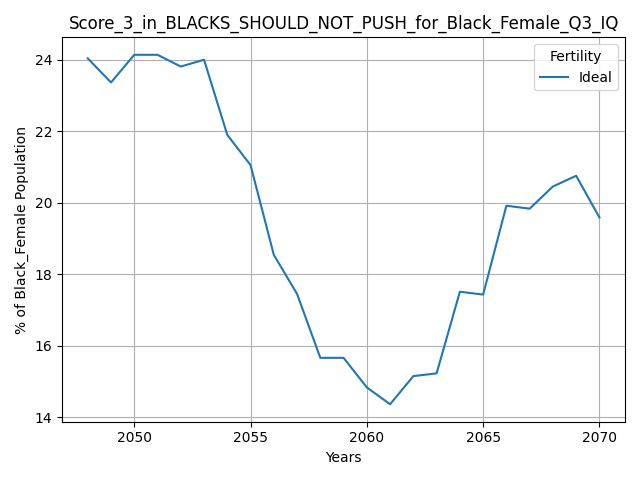 Score_3_in_BLACKS_SHOULD_NOT_PUSH_for_Black_Female_Q3_IQ
Fertility
Ideal
% of Black_Female Population
24
22
20
18
16
14
2050 2055 2060 2065 2070
Years